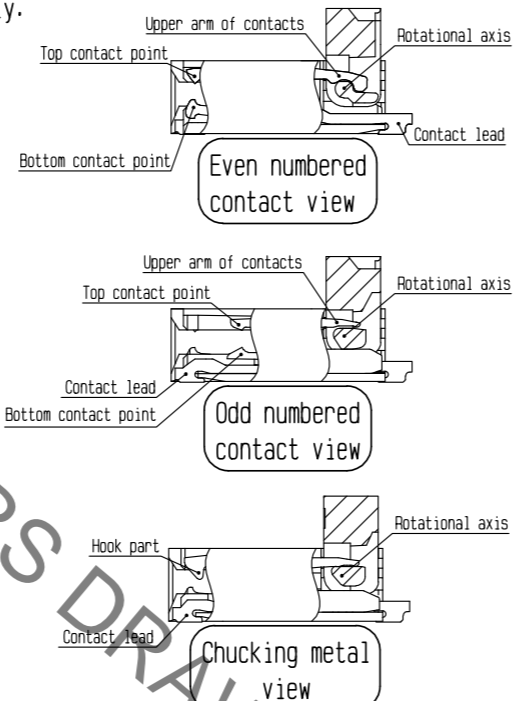 y.
Upper arm of contacts
Rotational axis
Top contact point
Contact lead
Bottom contact point
Even numbered
contact view
Upper arm of contacts
Rotational axis
Top contact point
Contact lead
Bottom contact point
Odd numbered
contact view
Rotational axis
Hook part
Contact lead
Chucking metal
view
RS DRA